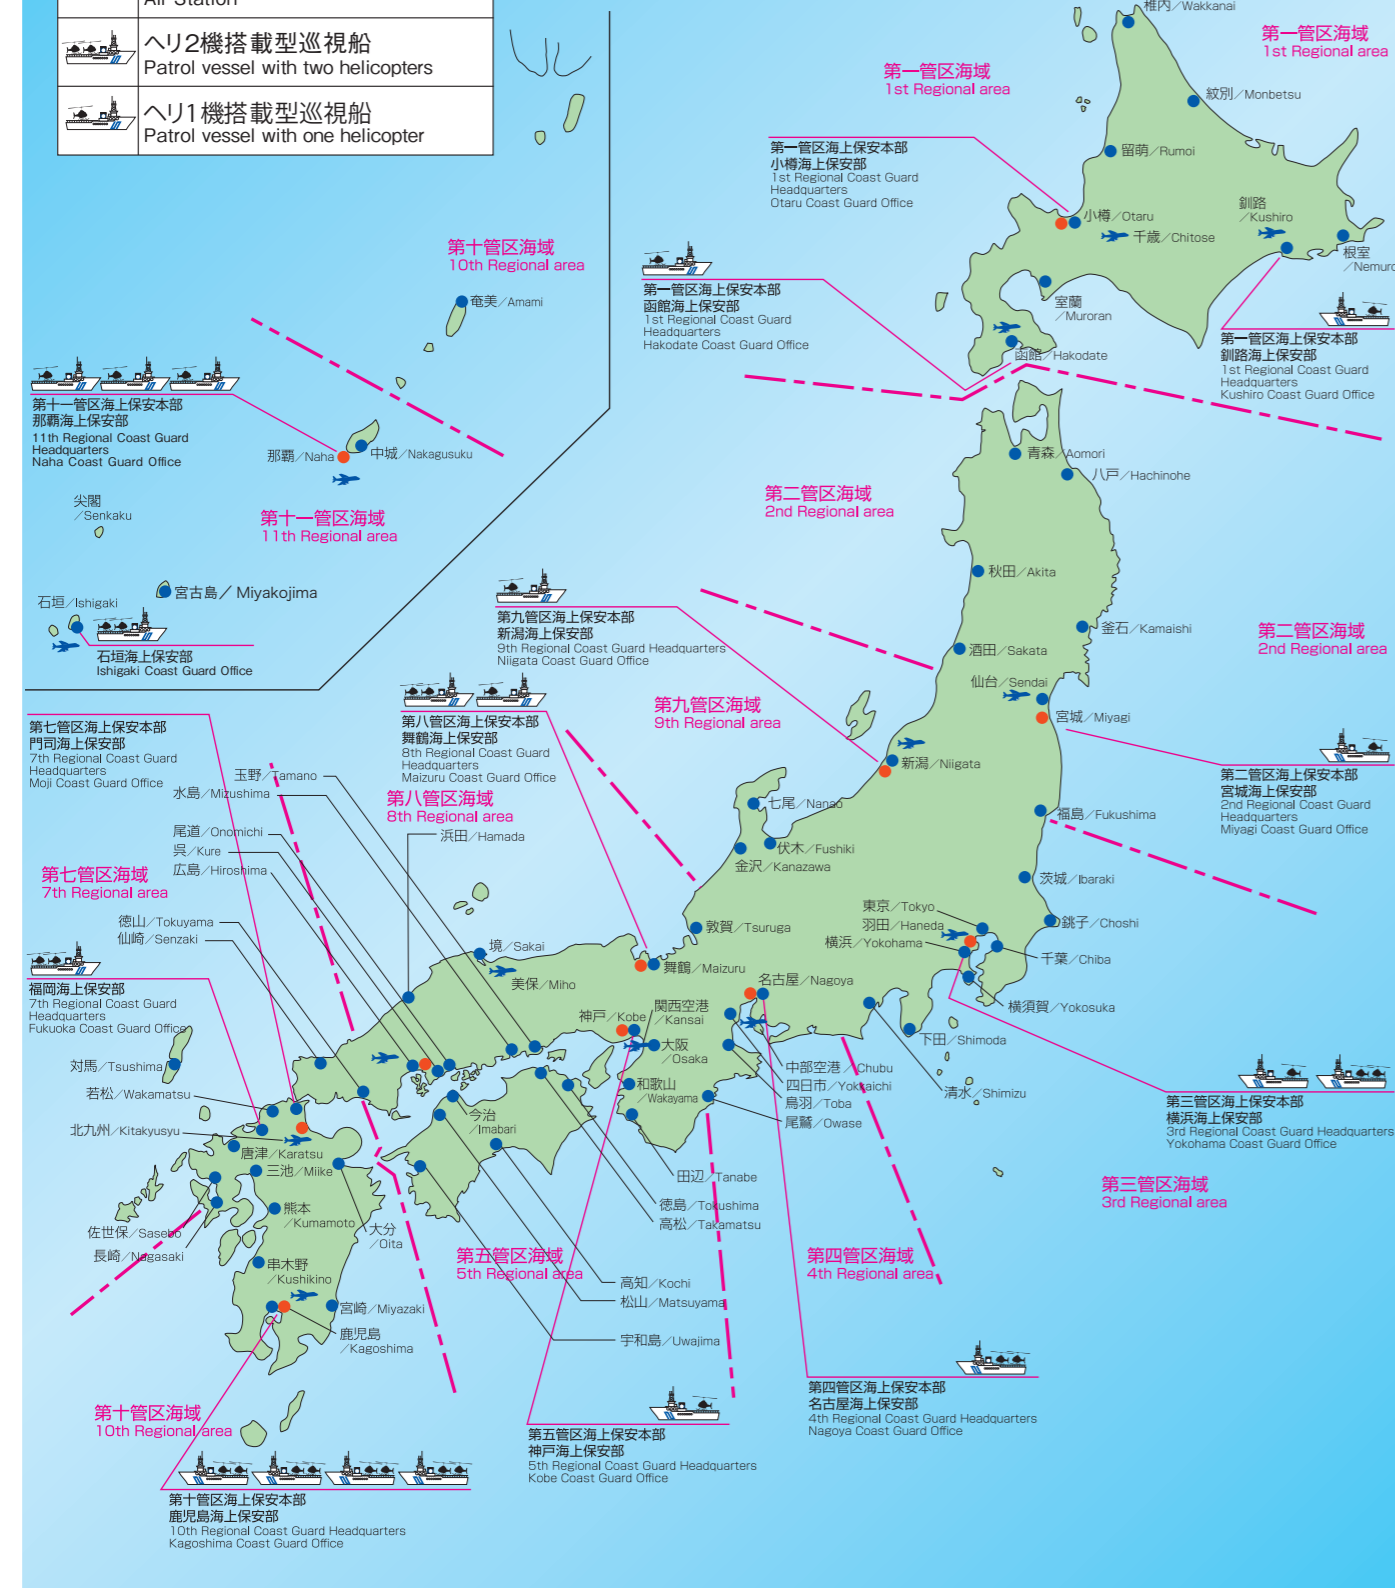 Air Station
ヘリ2機搭載型巡視船
Patrol vessel with two helicopters
ヘリ1機搭載型巡視船
Patrol vessel with one helicopter
稚内／Wakkanai
第一管区海域
1st Regional area
第一管区海域
1st Regional area
紋別／Monbetsu
留萌／Rumoi
第一管区海上保安本部
小樽海上保安部
1st Regional Coast Guard
Headquarters
Otaru Coast Guard Office
小樽／Otaru
千歳／Chitose
釧路
／Kushiro
根室
／Nemuro
室蘭
／Muroran
函館／Hakodate
第一管区海上保安本部
函館海上保安部
1st Regional Coast Guard
Headquarters
Hakodate Coast Guard Office
第一管区海上保安本部
釧路海上保安部
1st Regional Coast Guard
Headquarters
Kushiro Coast Guard Office
第十管区海域
10th Regional area
奄美／Amami
第十一管区海上保安本部
那覇海上保安部
11th Regional Coast Guard
Headquarters
Naha Coast Guard Office
那覇／Naha
中城／Nakagusuku
尖閣
／Senkaku
第十一管区海域
11th Regional area
石垣／Ishigaki
宮古島／ Miyakojima
石垣海上保安部
Ishigaki Coast Guard Office
青森／Aomori
八戸／Hachinohe
第二管区海域
2nd Regional area
秋田／Akita
釜石／Kamaishi
第二管区海域
2nd Regional area
酒田／Sakata
仙台／Sendai
宮城／Miyagi
第九管区海上保安本部
新潟海上保安部
9th Regional Coast Guard Headquarters
Niigata Coast Guard Office
第九管区海域
9th Regional area
新潟／Niigata
第二管区海上保安本部
宮城海上保安部
2nd Regional Coast Guard
Headquarters
Miyagi Coast Guard Office
福島／Fukushima
第八管区海上保安本部
舞鶴海上保安部
8th Regional Coast Guard
Headquarters
Maizuru Coast Guard Office
第七管区海上保安本部
門司海上保安部
7th Regional Coast Guard
Headquarters
Moji Coast Guard Office
玉野／Tamano
水島／Mizushima
第八管区海域
8th Regional area
尾道／Onomichi
呉／Kure
広島／Hiroshima
浜田／Hamada
七尾／Nanao
伏木／Fushiki
金沢／Kanazawa
第七管区海域
7th Regional area
茨城／Ibaraki
東京／Tokyo
羽田／Haneda
横浜／Yokohama
銚子／Choshi
千葉／Chiba
横須賀／Yokosuka
徳山／Tokuyama
仙崎／Senzaki
敦賀／Tsuruga
境／Sakai
美保／Miho
舞鶴／Maizuru
名古屋／Nagoya
福岡海上保安部
7th Regional Coast Guard
Headquarters
Fukuoka Coast Guard Office
神戸／Kobe
関西空港
／Kansai
大阪
／Osaka
下田／Shimoda
対馬／Tsushima
若松／Wakamatsu
中部空港／Chubu
四日市／Yokkaichi
鳥羽／Toba
尾鷲／Owase
清水／Shimizu
和歌山
／Wakayama
今治
／Imabari
北九州／Kitakyusyu
唐津／Karatsu
三池／Miike
第三管区海上保安本部
横浜海上保安部
3rd Regional Coast Guard Headquarters
Yokohama Coast Guard Office
第三管区海域
3rd Regional area
田辺／Tanabe
徳島／Tokushima
高松／Takamatsu
熊本
／Kumamoto
大分
／Oita
佐世保／Sasebo
長崎／Nagasaki
串木野
／Kushikino
宮崎／Miyazaki
鹿児島
／Kagoshima
第五管区海域
5th Regional area
第四管区海域
4th Regional area
高知／Kochi
松山／Matsuyama
宇和島／Uwajima
第十管区海域
10th Regional area
第四管区海上保安本部
名古屋海上保安部
4th Regional Coast Guard Headquarters
Nagoya Coast Guard Office
第五管区海上保安本部
神戸海上保安部
5th Regional Coast Guard Headquarters
Kobe Coast Guard Office
第十管区海上保安本部
鹿児島海上保安部
10th Regional Coast Guard Headquarters
Kagoshima Coast Guard Office